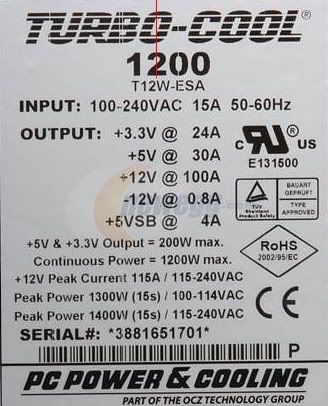 TURBO-COOL®
1200
T12W-ESA
INPUT: 100-240VAC 15A 50-60Hz
OUTPUT: +3.3V @ 24A
+5V @ 30A
+12V @ 100A
-12V @ 0.8A
+5VSB @ 4A
c RU® US
E131500
TÜV
Rheinland
Product Safety
BAUART
GEPRÜFT
TYPE
APPROVED
+5V & +3.3V Output = 200W max.
Continuous Power = 1200W max.
RoHS
2002/95/EC
+12V Peak Current 115A / 115-240VAC
Peak Power 1300W (15s) / 100-114VAC
Peak Power 1400W (15s) / 115-240VAC
CE
SERIAL#: *3881651701*
P
PC POWER & COOLING
PART OF THE OCZ TECHNOLOGY GROUP